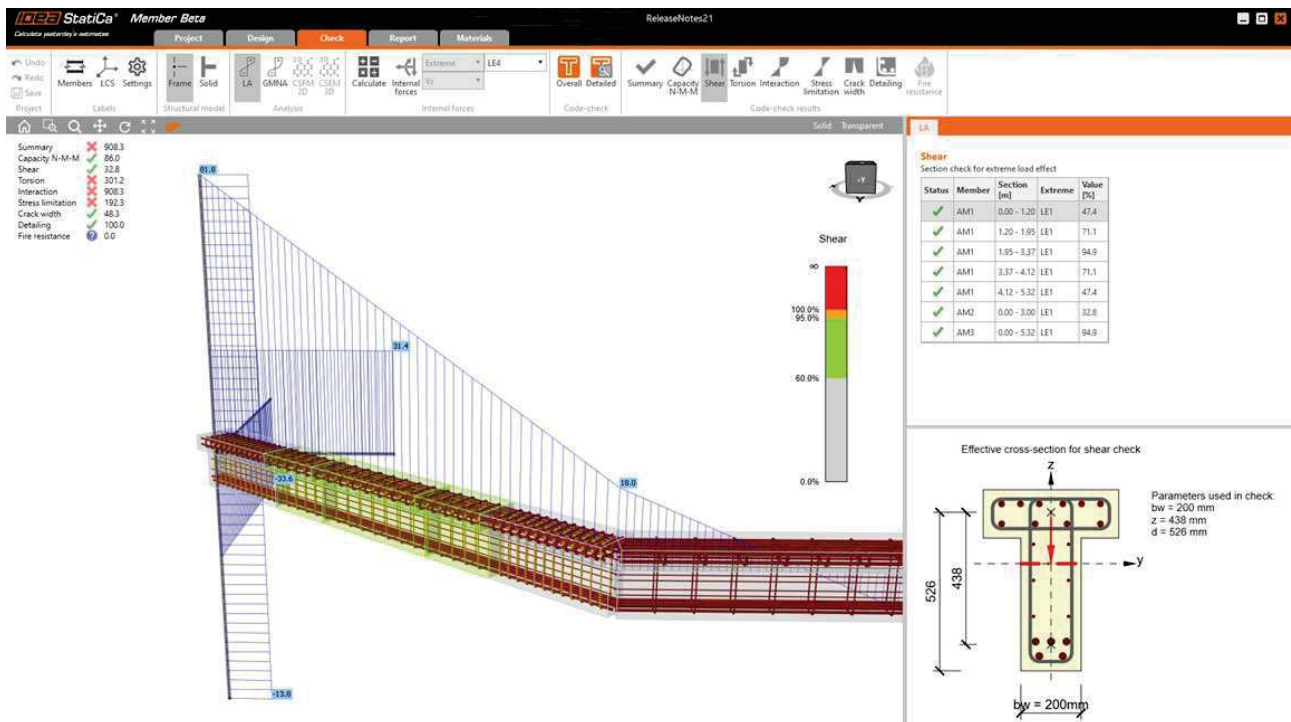 IDEA StatiCa® Member Beta
ReleaseNotes21
Calculate yesterday's estimates
Project Design Check Report Materials
Undo
Redo
Save
Members LCS Settings
Frame Solid
LA GMNA CSFM 2D CSFM 3D
Calculate Internal forces
Extreme LE4
Vz
Overall Detailed
Summary Capacity N-M-M Shear Torsion Interaction Stress limitation Crack width Detailing Fire resistance
Project Labels Structural model Analysis Internal forces Code-check Code-check results
Solid Transparent
LA
Summary 908.3
Capacity N-M-M 86.0
Shear 32.8
Torsion 301.2
Interaction 908.3
Stress limitation 192.3
Crack width 48.3
Detailing 100.0
Fire resistance 0.0
81.8
31.4
-33.6
18.0
-13.8
-Y
Y
Shear
∞
100.0%
95.0%
60.0%
0.0%
Shear
Section check for extreme load effect
Status Member Section [m] Extreme Value [%]
AM1 0.00 - 1.20 LE1 47.4
AM1 1.20 - 1.95 LE1 71.1
AM1 1.95 - 3.37 LE1 94.9
AM1 3.37 - 4.12 LE1 71.1
AM1 4.12 - 5.32 LE1 47.4
AM2 0.00 - 3.00 LE1 32.8
AM3 0.00 - 5.32 LE1 94.9
Effective cross-section for shear check
z
y
Parameters used in check:
bw = 200 mm
z = 438 mm
d = 526 mm
526
438
bw = 200mm